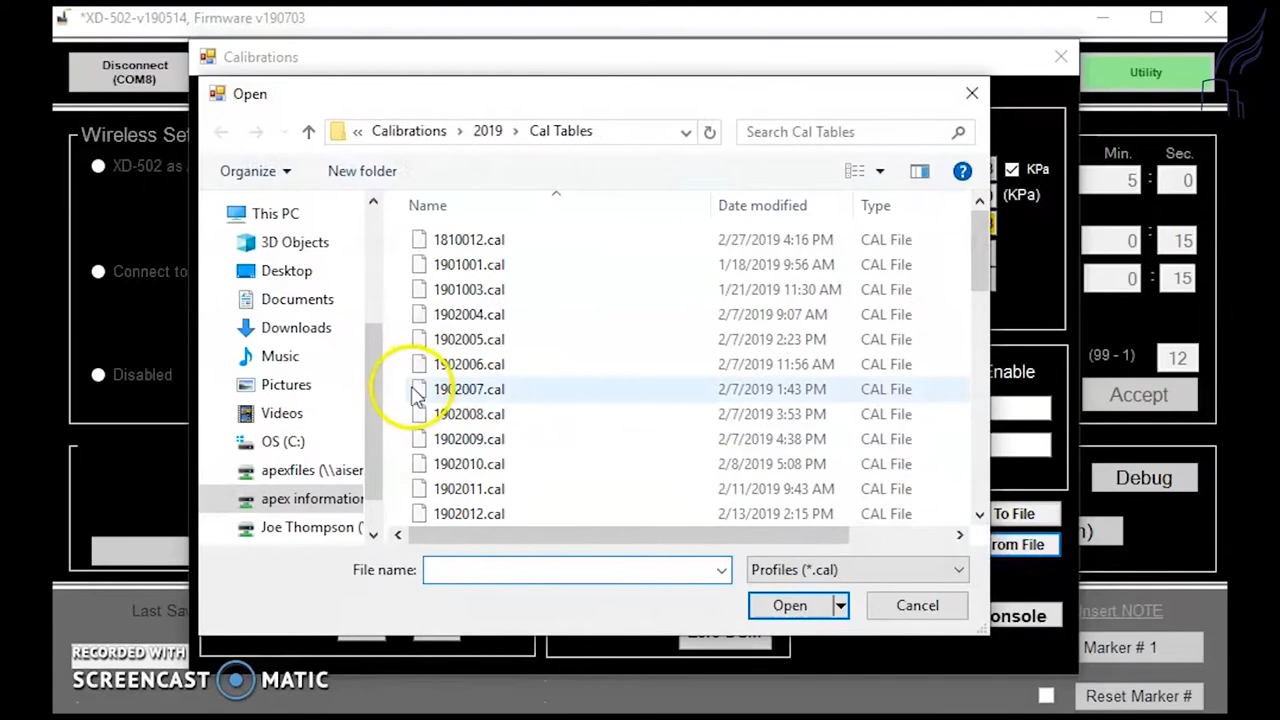 *XD-502-v190514, Firmware v190703
Disconnect
(COM8)
Calibrations
Utility
Open
Wireless Set
XD-502 as
Connect to
Disabled
« Calibrations > 2019 > Cal Tables
Search Cal Tables
Organize
New folder
This PC
3D Objects
Desktop
Documents
Downloads
Music
Pictures
Videos
OS (C:)
apexfiles (\\aiser
apex informatio
Joe Thompson ('
Name Date modified Type
1810012.cal 2/27/2019 4:16 PM CAL File
1901001.cal 1/18/2019 9:56 AM CAL File
1901003.cal 1/21/2019 11:30 AM CAL File
1902004.cal 2/7/2019 9:07 AM CAL File
1902005.cal 2/7/2019 2:23 PM CAL File
1902006.cal 2/7/2019 11:56 AM CAL File
1902007.cal 2/7/2019 1:43 PM CAL File
1902008.cal 2/7/2019 3:53 PM CAL File
1902009.cal 2/7/2019 4:38 PM CAL File
1902010.cal 2/8/2019 5:08 PM CAL File
1902011.cal 2/11/2019 9:43 AM CAL File
1902012.cal 2/13/2019 2:15 PM CAL File
File name:
Profiles (*.cal)
Open
Cancel
KPa
(KPa)
Min. Sec.
5 : 0
0 : 15
0 : 15
(99 - 1) 12
Accept
Enable
Debug
To File
rom File
n)
onsole
Insert NOTE
Marker # 1
Reset Marker #
Last Sav
RECORDED WITH
SCREENCAST MATIC